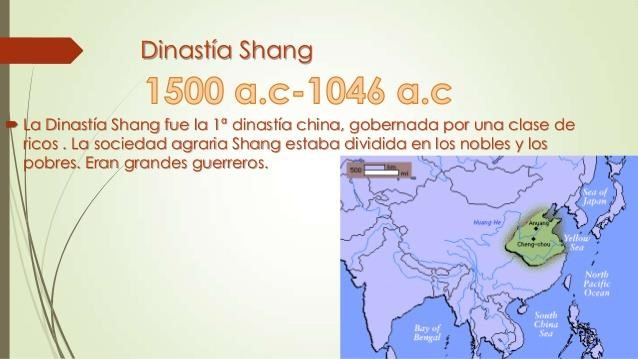 Dinastía Shang
1500 a.c-1046 a.c
La Dinastía Shang fue la 1ª dinastía china, gobernada por una clase de
ricos . La sociedad agraria Shang estaba dividida en los nobles y los
pobres. Eran grandes guerreros.
500
km
mi
Sea of
Japan
Huang-He
Anyang
Cheng-chou
Yellow
Sea
North
Pacific
Ocean
South
China
Sea
Bay of
Bengal